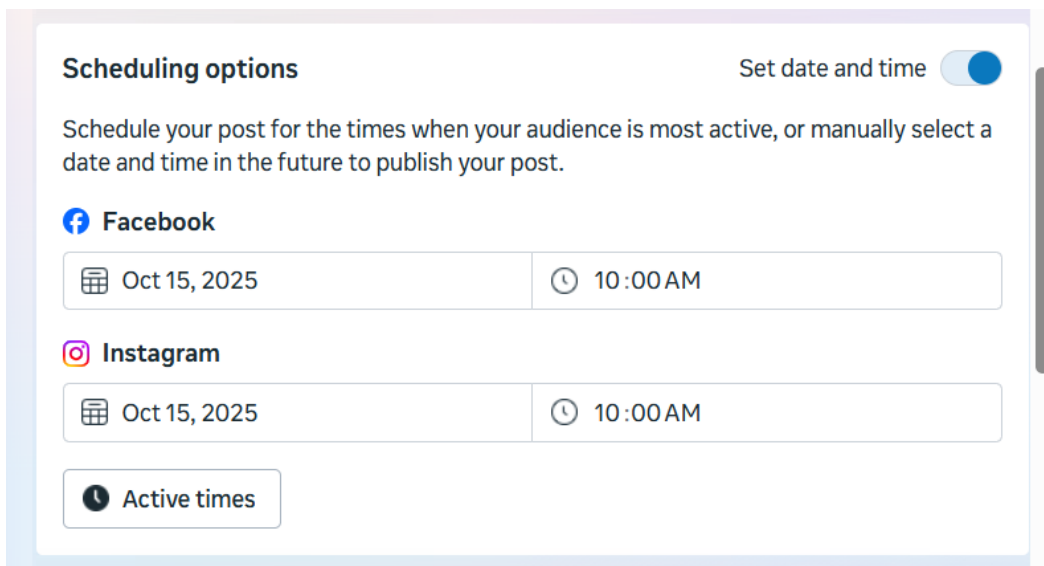 Scheduling options
Set date and time
Schedule your post for the times when your audience is most active, or manually select a
date and time in the future to publish your post.
Facebook
Oct 15, 2025
10:00 AM
Instagram
Oct 15, 2025
10:00 AM
Active times